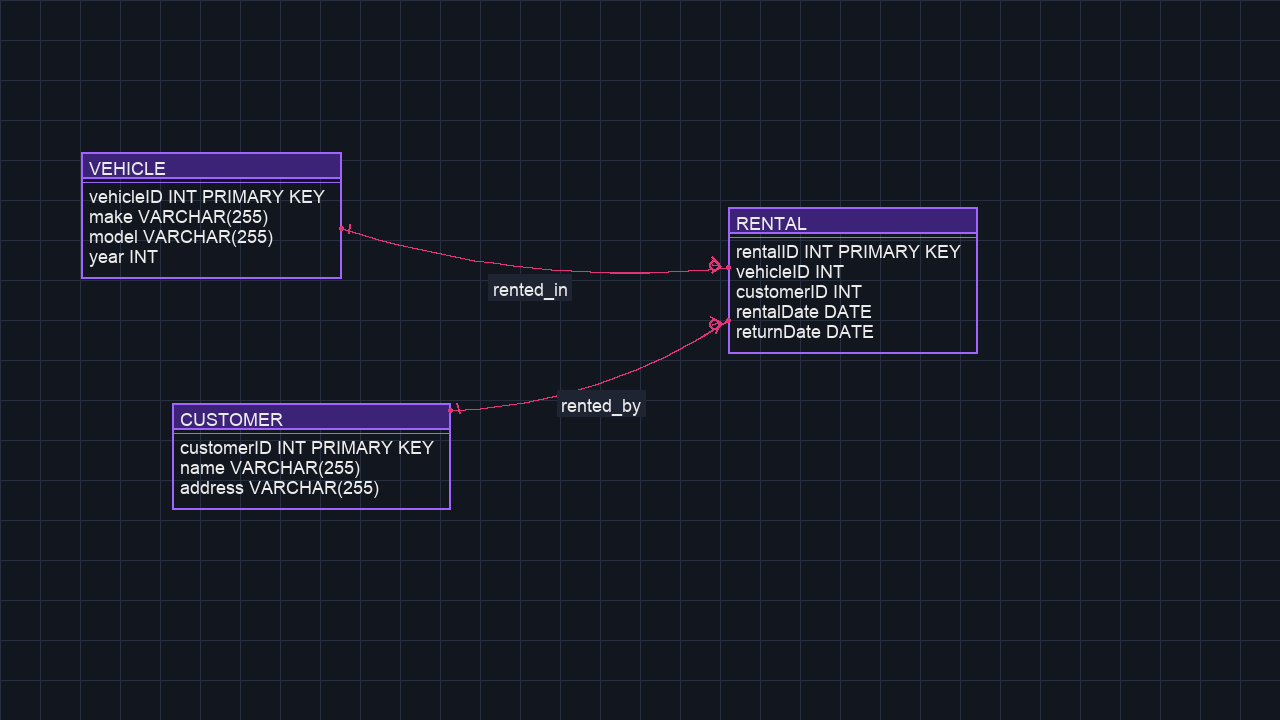 VEHICLE
vehicleID INT PRIMARY KEY
make VARCHAR(255)
model VARCHAR(255)
year INT
rented_in
RENTAL
rentalID INT PRIMARY KEY
vehicleID INT
customerID INT
rentalDate DATE
returnDate DATE
rented_by
CUSTOMER
customerID INT PRIMARY KEY
name VARCHAR(255)
address VARCHAR(255)